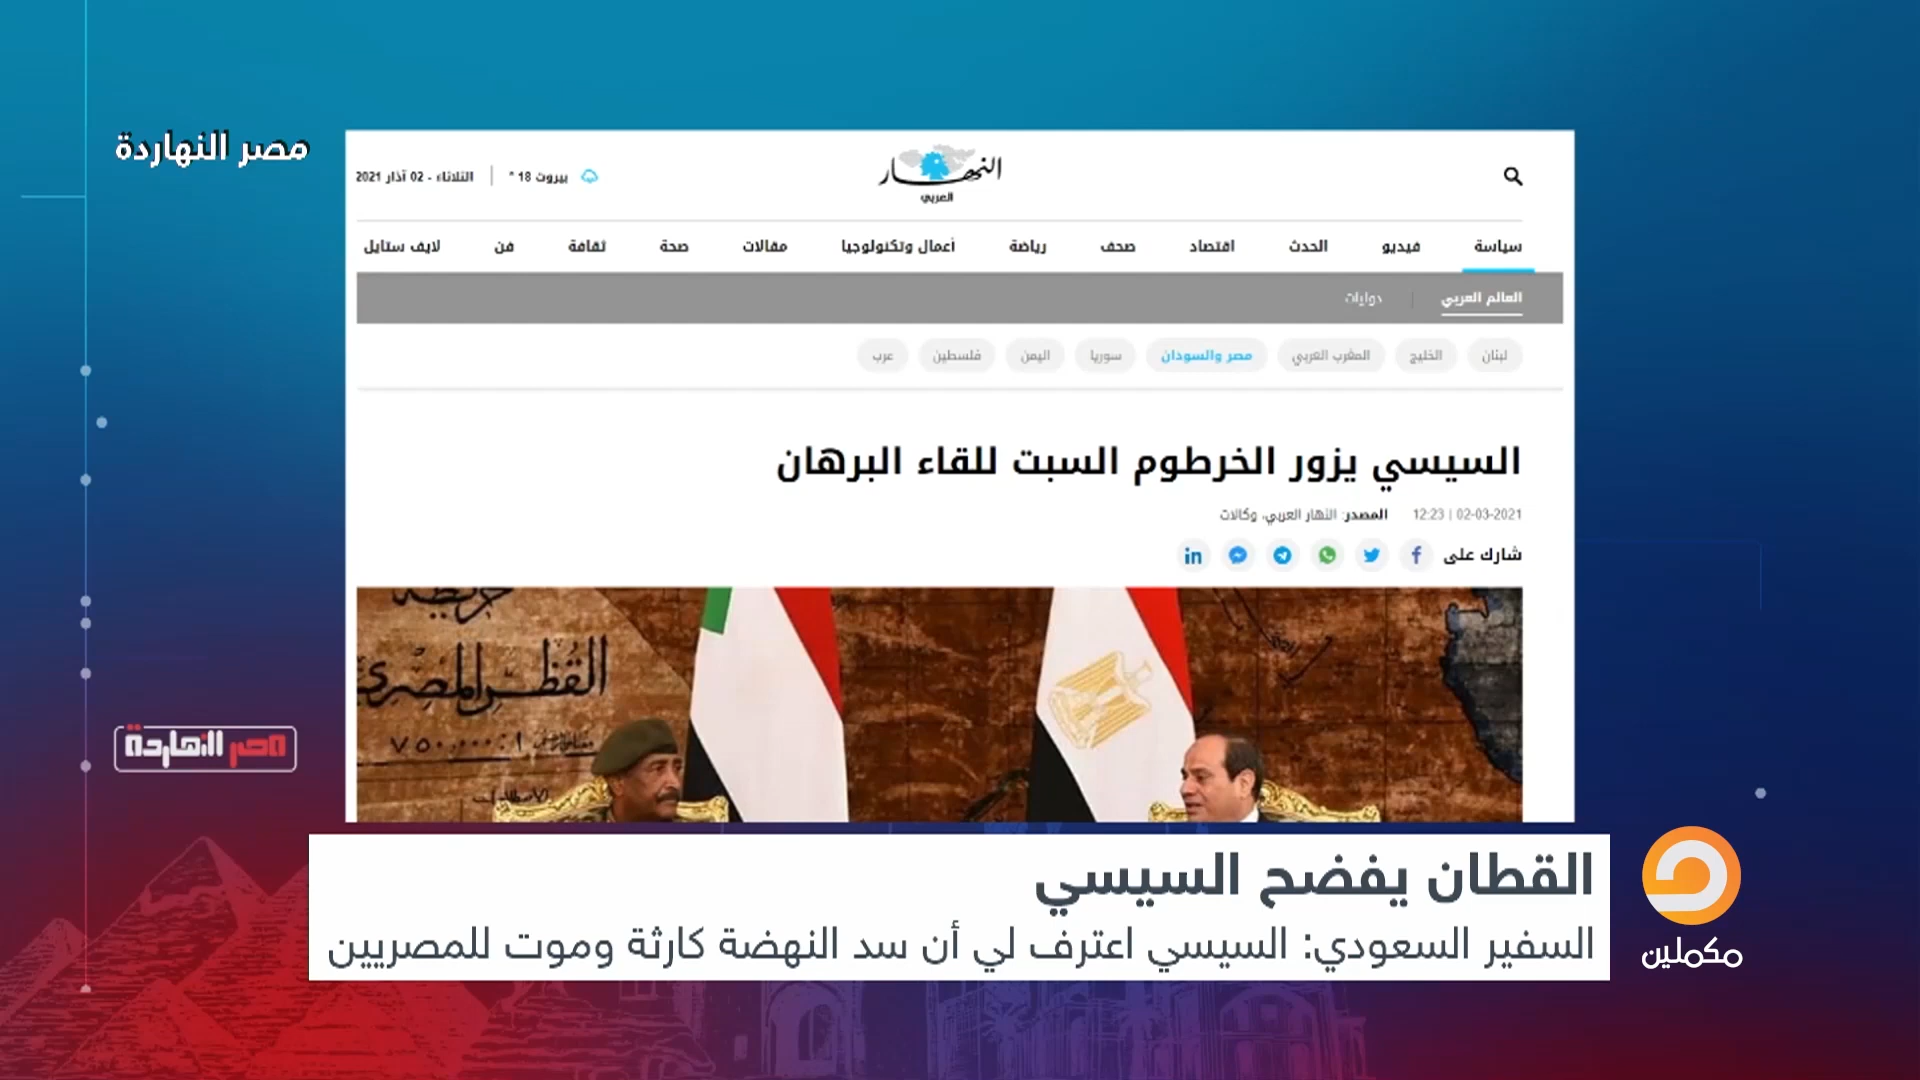 مصر النهاردة
النهار
العربي
بيروت 18 °
الثلاثاء - 02 آذار 2021
سياسة فيديو الحدث اقتصاد صحف رياضة أعمال وتكنولوجيا مقالات صحة ثقافة فن لايف ستايل
العالم العربي | دوليات
لبنان الخليج المغرب العربي مصر والسودان سوريا اليمن فلسطين عرب
السيسي يزور الخرطوم السبت للقاء البرهان
02-03-2021 | 12:23 المصدر: النهار العربي، وكالات
شارك على
خريطة
القطر المصري
مصر النهاردة
القطان يفضح السيسي
السفير السعودي: السيسي اعترف لي أن سد النهضة كارثة وموت للمصريين
مكملين